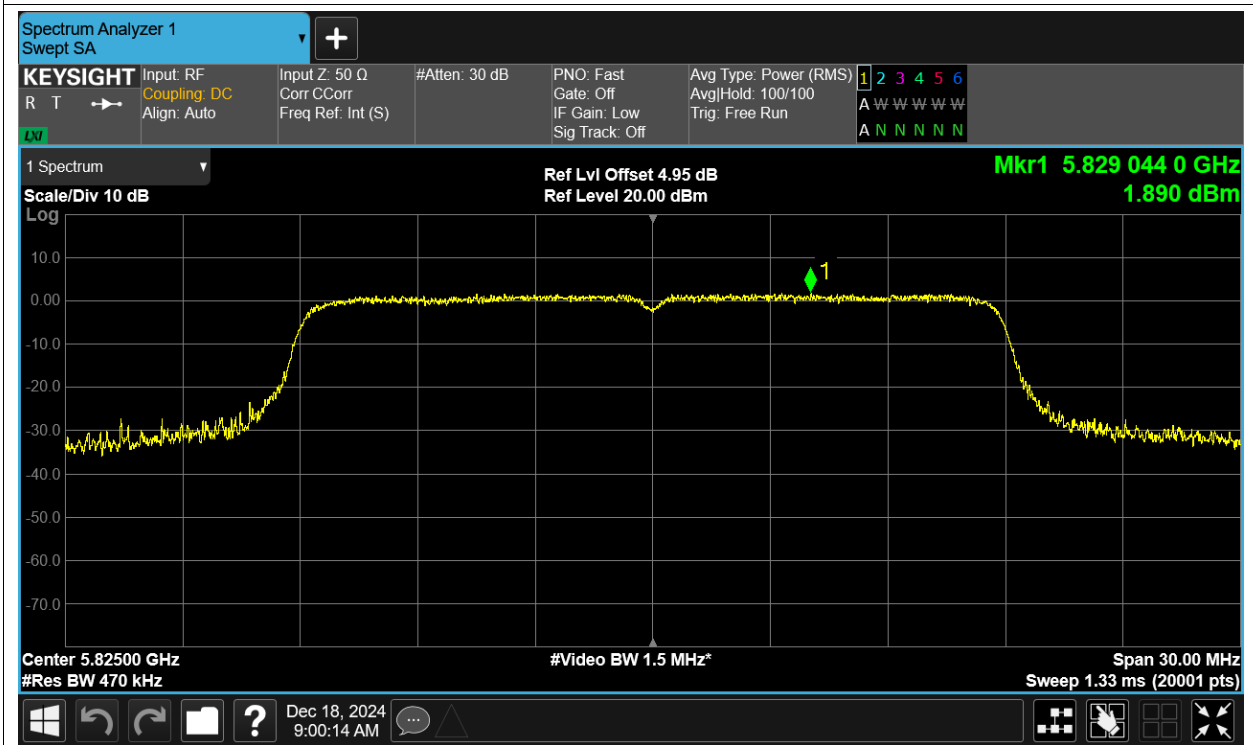 Spectrum Analyzer 1
Swept SA
KEYSIGHT
R T
LXI
Input: RF
Coupling: DC
Align: Auto
Input Z: 50 Ω
Corr CCorr
Freq Ref: Int (S)
#Atten: 30 dB
PNO: Fast
Gate: Off
IF Gain: Low
Sig Track: Off
Avg Type: Power (RMS)
Avg|Hold: 100/100
Trig: Free Run
1 2 3 4 5 6
A W W W W W
A N N N N N
1 Spectrum
Scale/Div 10 dB
Log
Ref Lvl Offset 4.95 dB
Ref Level 20.00 dBm
Mkr1 5.829 044 0 GHz
1.890 dBm
10.0
0.00
-10.0
-20.0
-30.0
-40.0
-50.0
-60.0
-70.0
1
Center 5.82500 GHz
#Res BW 470 kHz
#Video BW 1.5 MHz*
Span 30.00 MHz
Sweep 1.33 ms (20001 pts)
?
Dec 18, 2024
9:00:14 AM